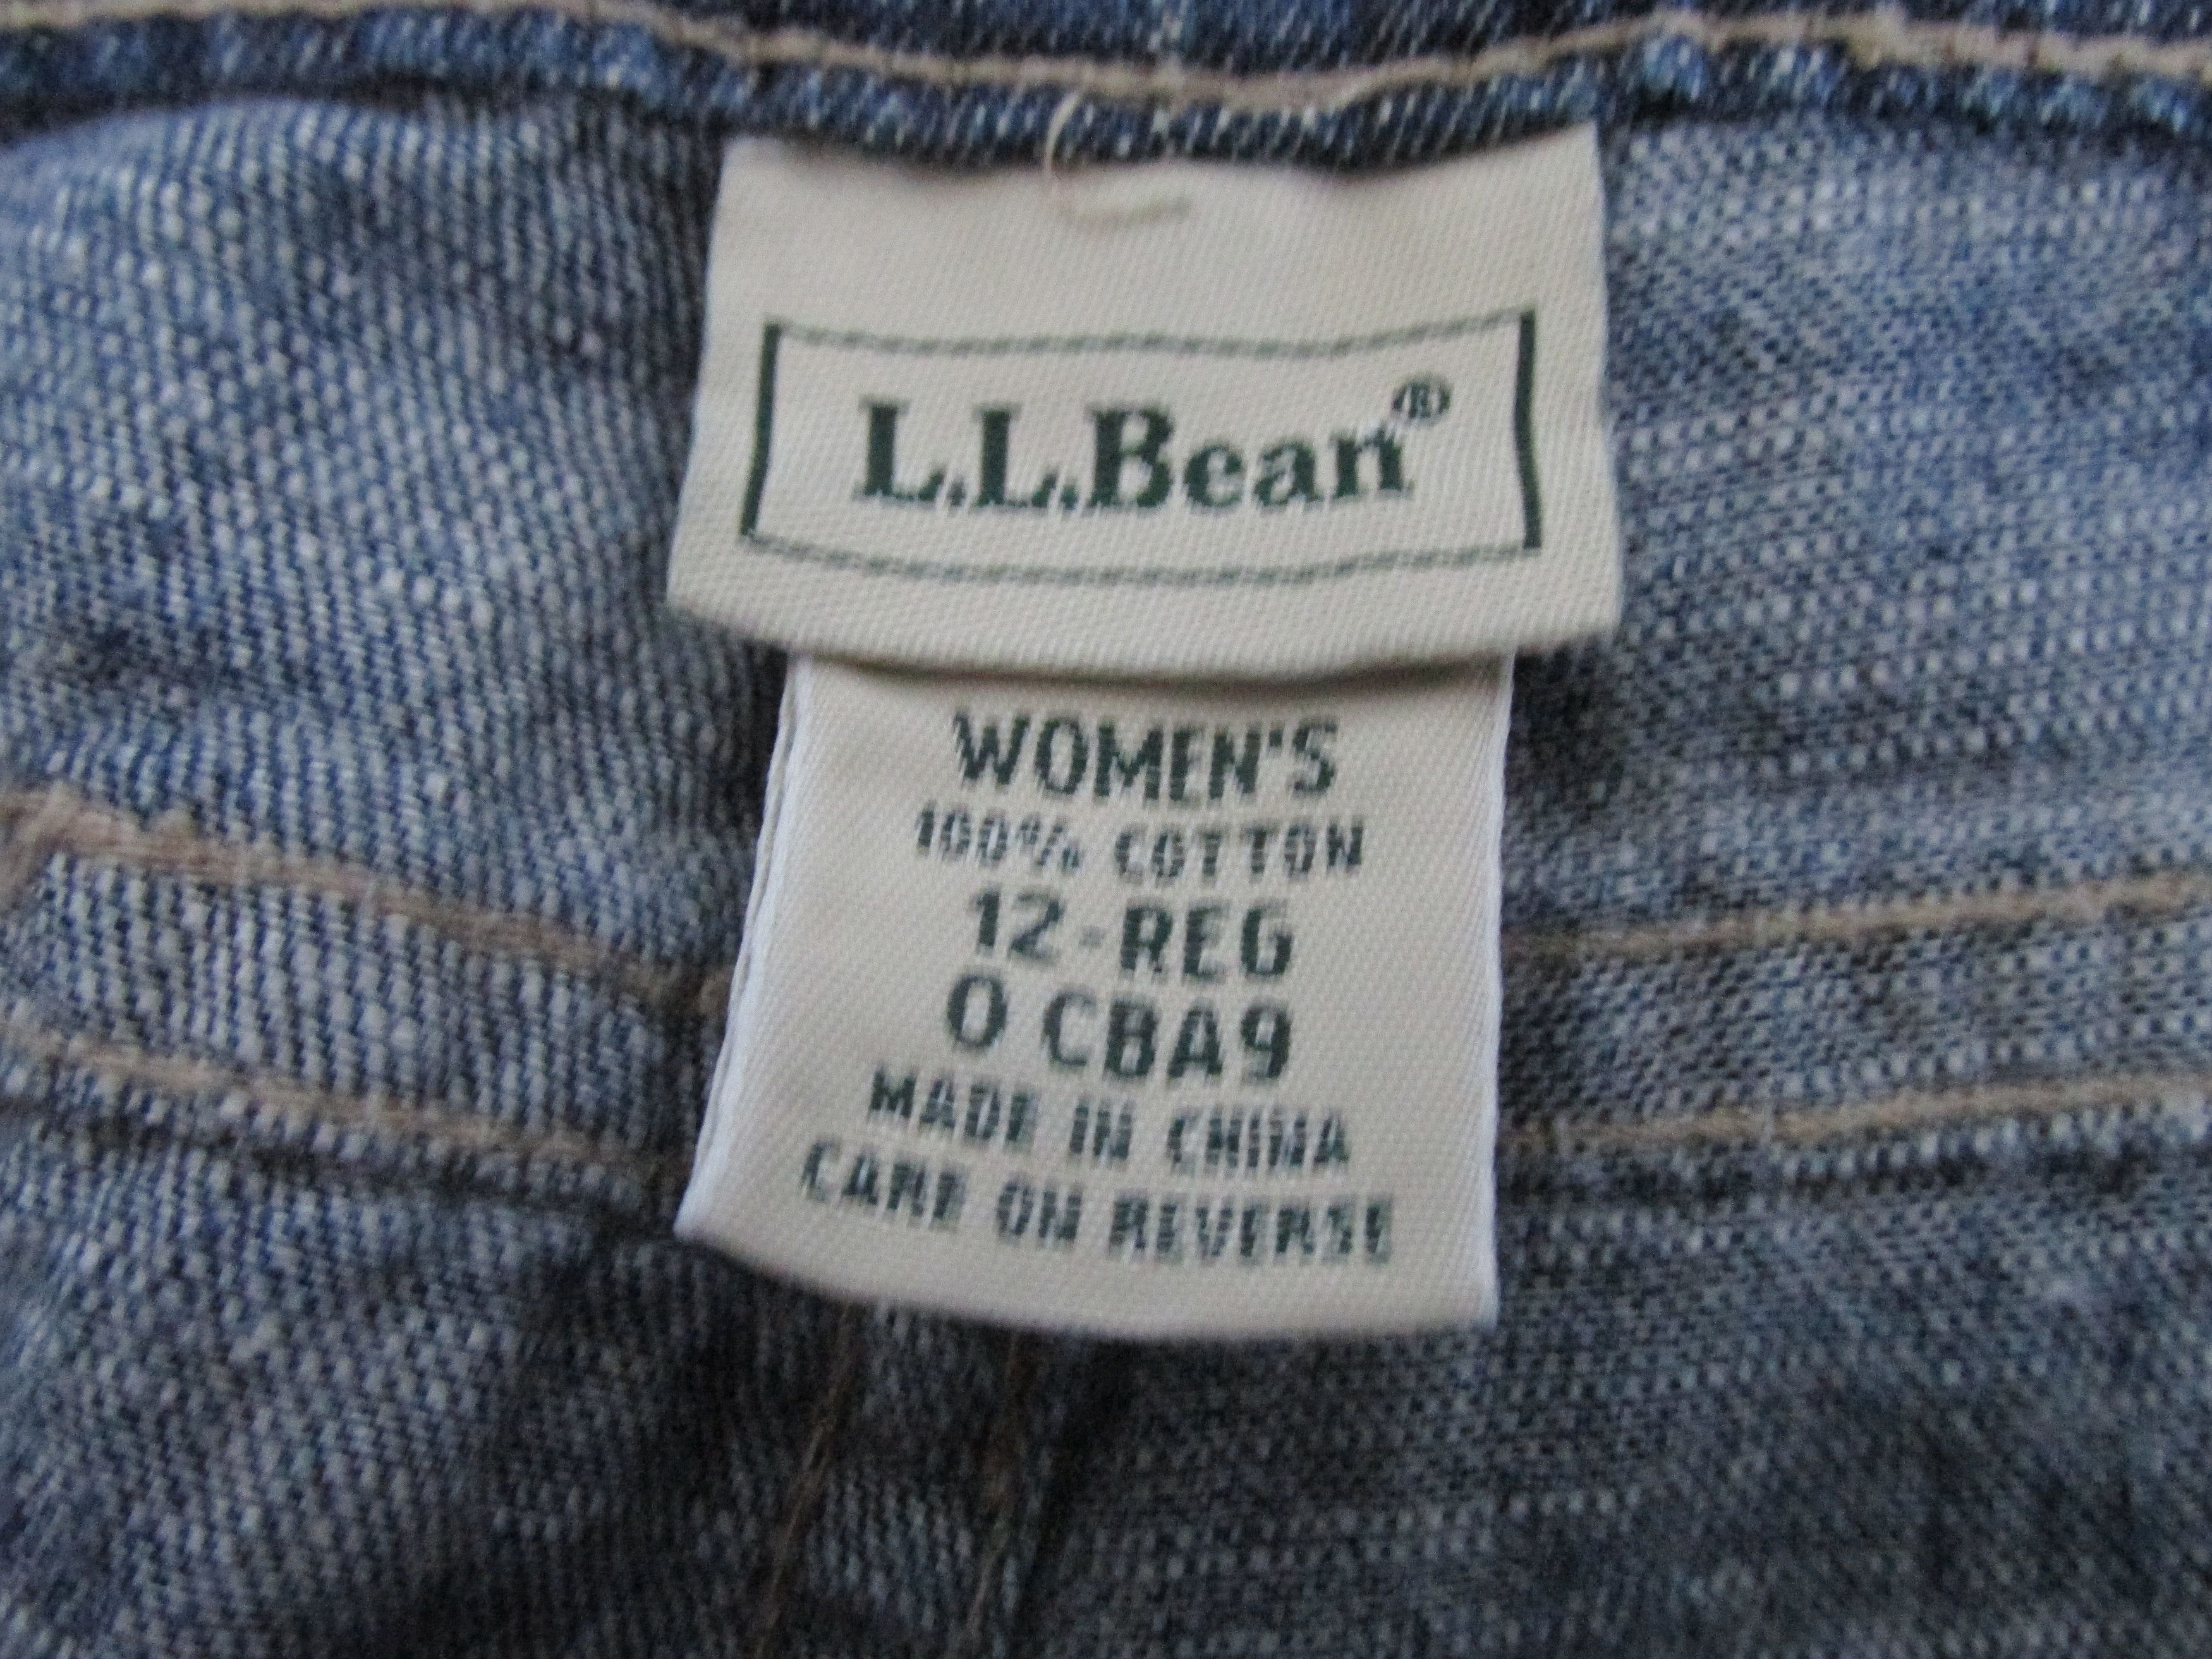 L.L.Bean®
WOMEN'S
100% COTTON
12-REG
0 CBA9
MADE IN CHINA
CARE ON REVERSE